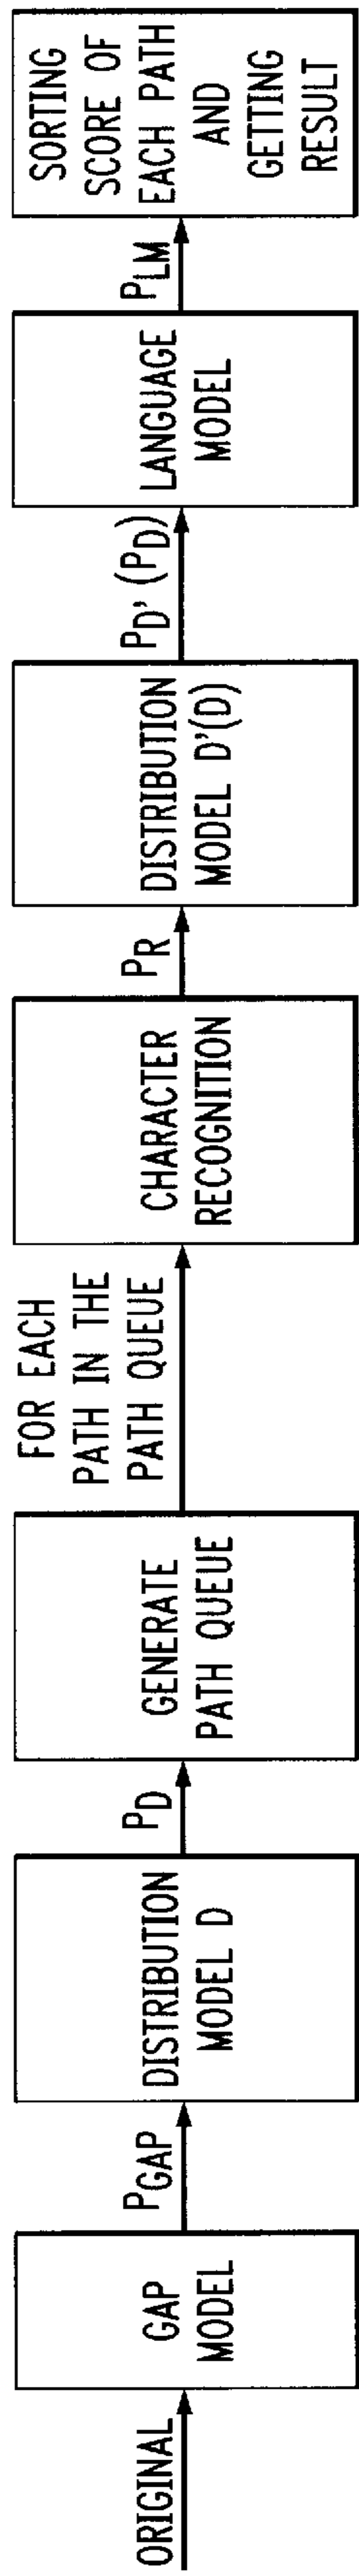 ORIGINAL
GAP
MODEL
P_GAP
DISTRIBUTION
MODEL D
P_D
GENERATE
PATH QUEUE
FOR EACH
PATH IN THE
PATH QUEUE
CHARACTER
RECOGNITION
P_R
DISTRIBUTION
MODEL D'(D)
P_D' (P_D)
LANGUAGE
MODEL
P_LM
SORTING
SCORE OF
EACH PATH
AND
GETTING
RESULT